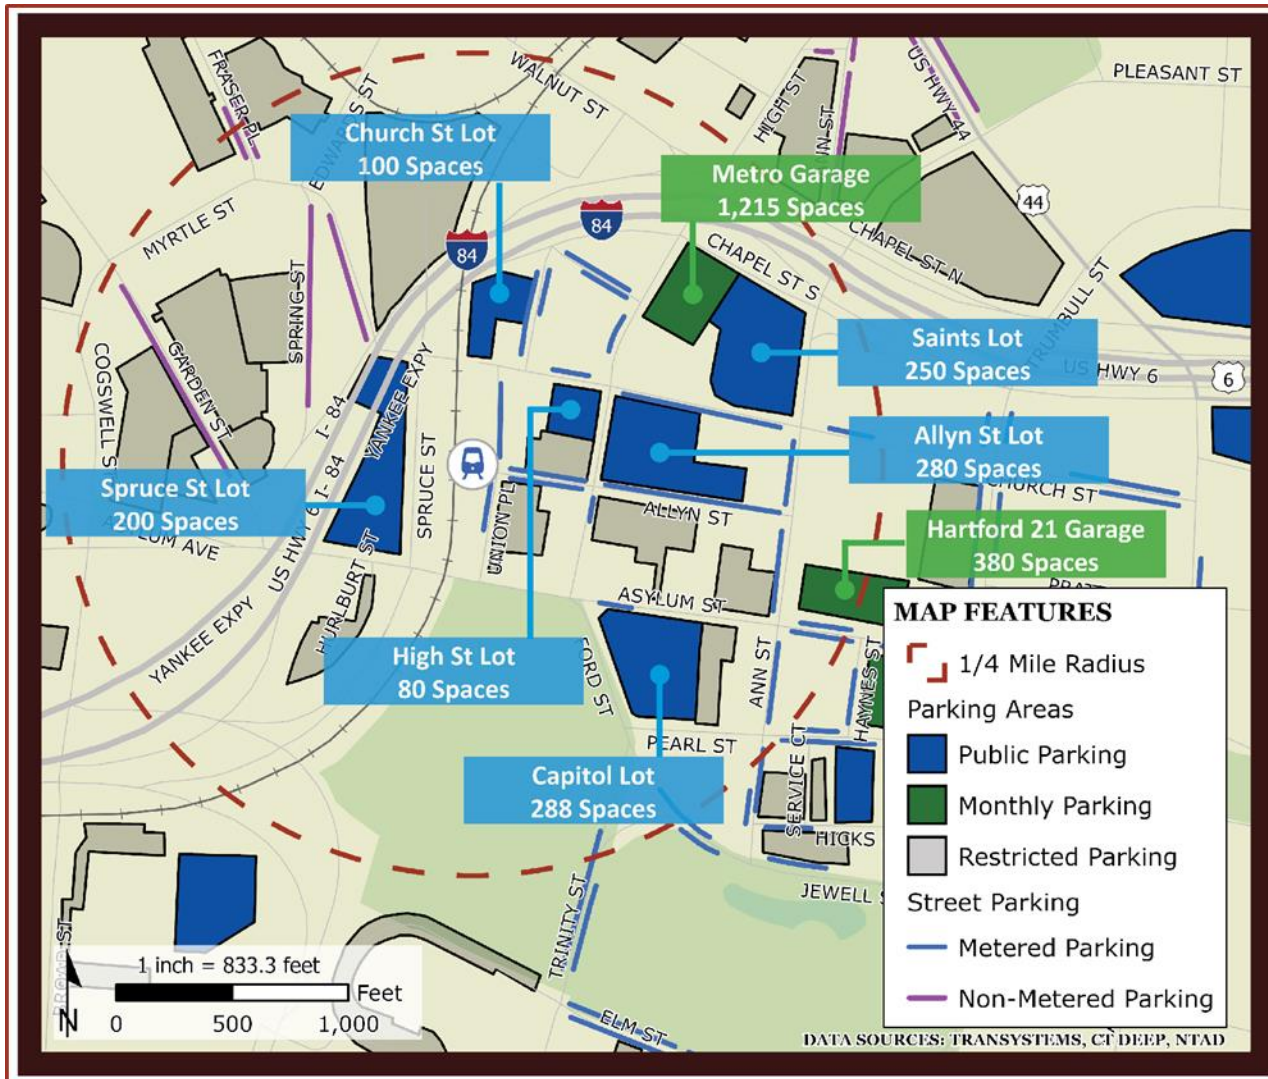 FRASER PL
EDWARDS ST
WALNUT ST
HIGH ST
US HWY 44
PLEASANT ST
Church St Lot
100 Spaces
Metro Garage
1,215 Spaces
44
MYRTLE ST
84
84
CHAPEL ST S
CHAPEL ST N
TRUMBULL ST
SPRING ST
Saints Lot
250 Spaces
US HWY 6
6
COGSWELL S
GARDEN ST
I- 84
YANKEE EXPY
Allyn St Lot
280 Spaces
I- 84
SPRUCE ST
CHURCH ST
Spruce St Lot
200 Spaces
ALLYN ST
UNION PL
US HWY 6
Hartford 21 Garage
380 Spaces
HURLBURT ST
ASYLUM ST
YANKEE EXPY
High St Lot
80 Spaces
FORD ST
ANN ST
HAYNES ST
PEARL ST
SERVICE CT
Capitol Lot
288 Spaces
HICKS
JEWELL
TRINITY ST
ELM ST
MAP FEATURES
1/4 Mile Radius
Parking Areas
Public Parking
Monthly Parking
Restricted Parking
Street Parking
Metered Parking
Non-Metered Parking
1 inch = 833.3 feet
Feet
0 500 1,000
N
DATA SOURCES: TRANSYSTEMS, CT DEEP, NTAD